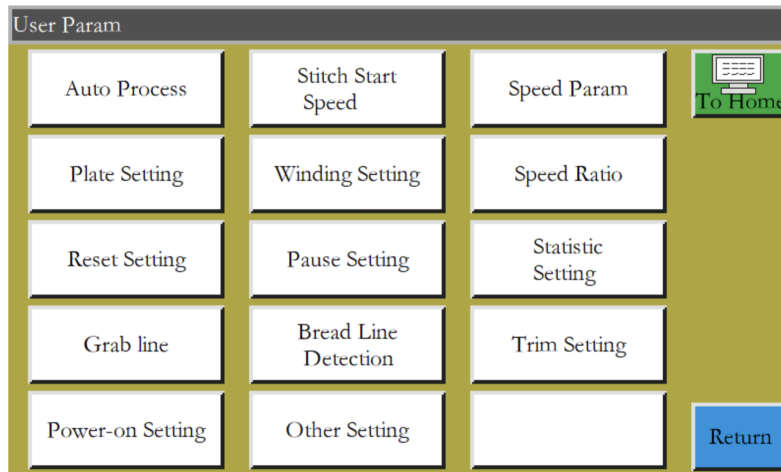 User Param
Auto Process
Stitch Start
Speed
Speed Param
To Home
Plate Setting
Winding Setting
Speed Ratio
Reset Setting
Pause Setting
Statistic
Setting
Grab line
Bread Line
Detection
Trim Setting
Power-on Setting
Other Setting
Return